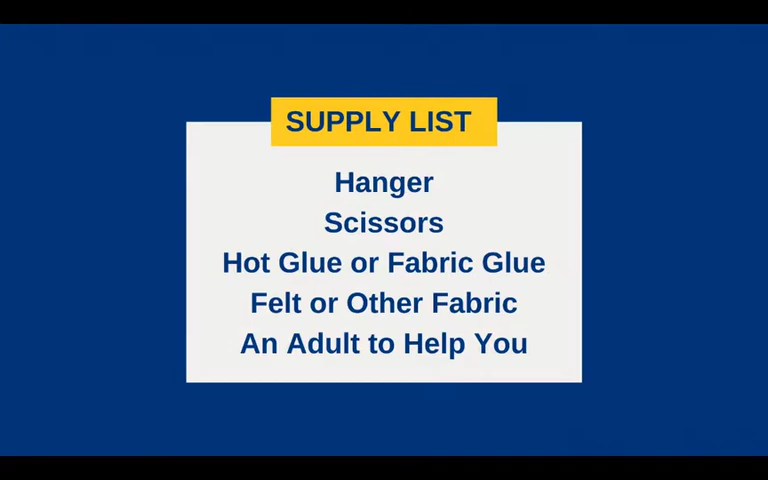 SUPPLY LIST
Hanger
Scissors
Hot Glue or Fabric Glue
Felt or Other Fabric
An Adult to Help You